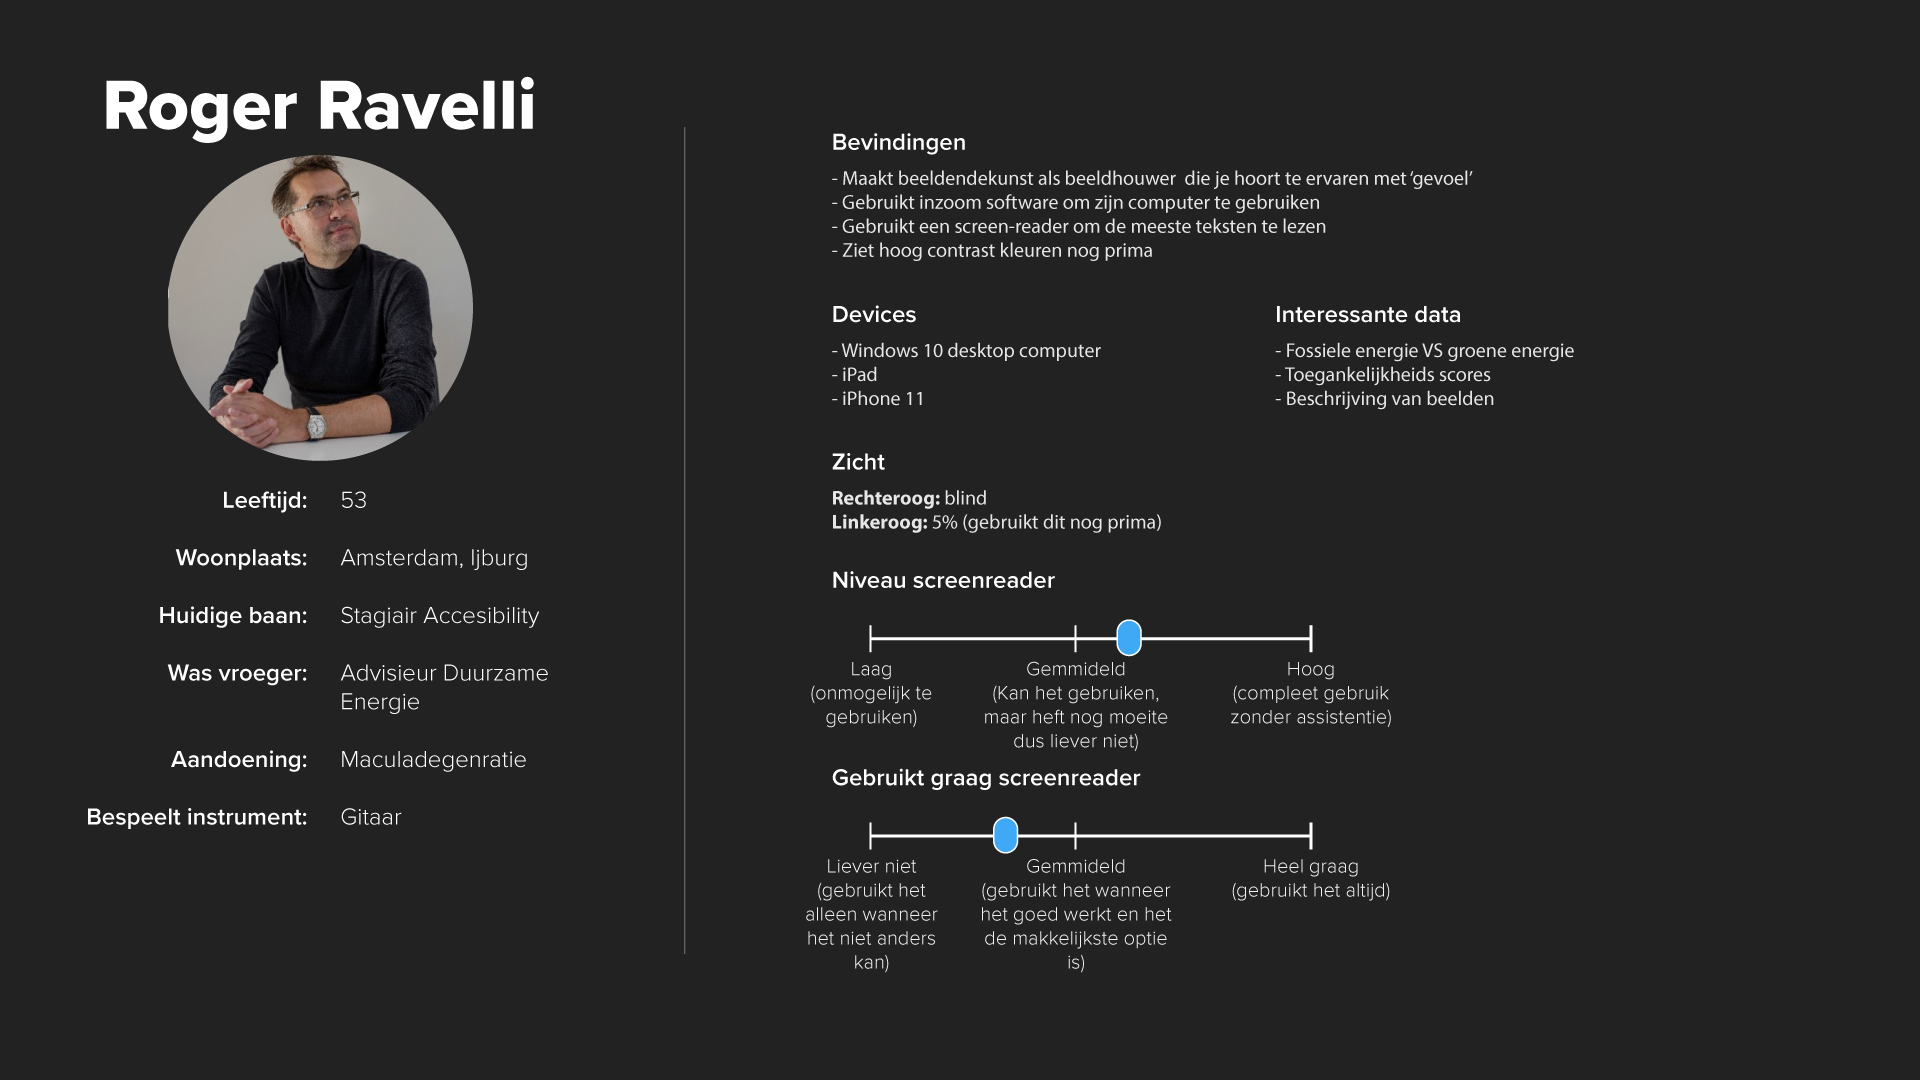 Roger Ravelli
Leeftijd: 53
Woonplaats: Amsterdam, Ijburg
Huidige baan: Stagiair Accesibility
Was vroeger: Advisieur Duurzame
Energie
Aandoening: Maculadegenratie
Bespeelt instrument: Gitaar
Bevindingen
- Maakt beeldendekunst als beeldhouwer  die je hoort te ervaren met ‘gevoel’
- Gebruikt inzoom software om zijn computer te gebruiken
- Gebruikt een screen-reader om de meeste teksten te lezen
- Ziet hoog contrast kleuren nog prima
Devices
- Windows 10 desktop computer
- iPad
- iPhone 11
Interessante data
- Fossiele energie VS groene energie
- Toegankelijkheids scores
- Beschrijving van beelden
Zicht
Rechteroog: blind
Linkeroog: 5% (gebruikt dit nog prima)
Niveau screenreader
Laag
(onmogelijk te
gebruiken)
Gemmideld
(Kan het gebruiken,
maar heft nog moeite
dus liever niet)
Hoog
(compleet gebruik
zonder assistentie)
Gebruikt graag screenreader
Liever niet
(gebruikt het
alleen wanneer
het niet anders
kan)
Gemmideld
(gebruikt het wanneer
het goed werkt en het
de makkelijkste optie
is)
Heel graag
(gebruikt het altijd)